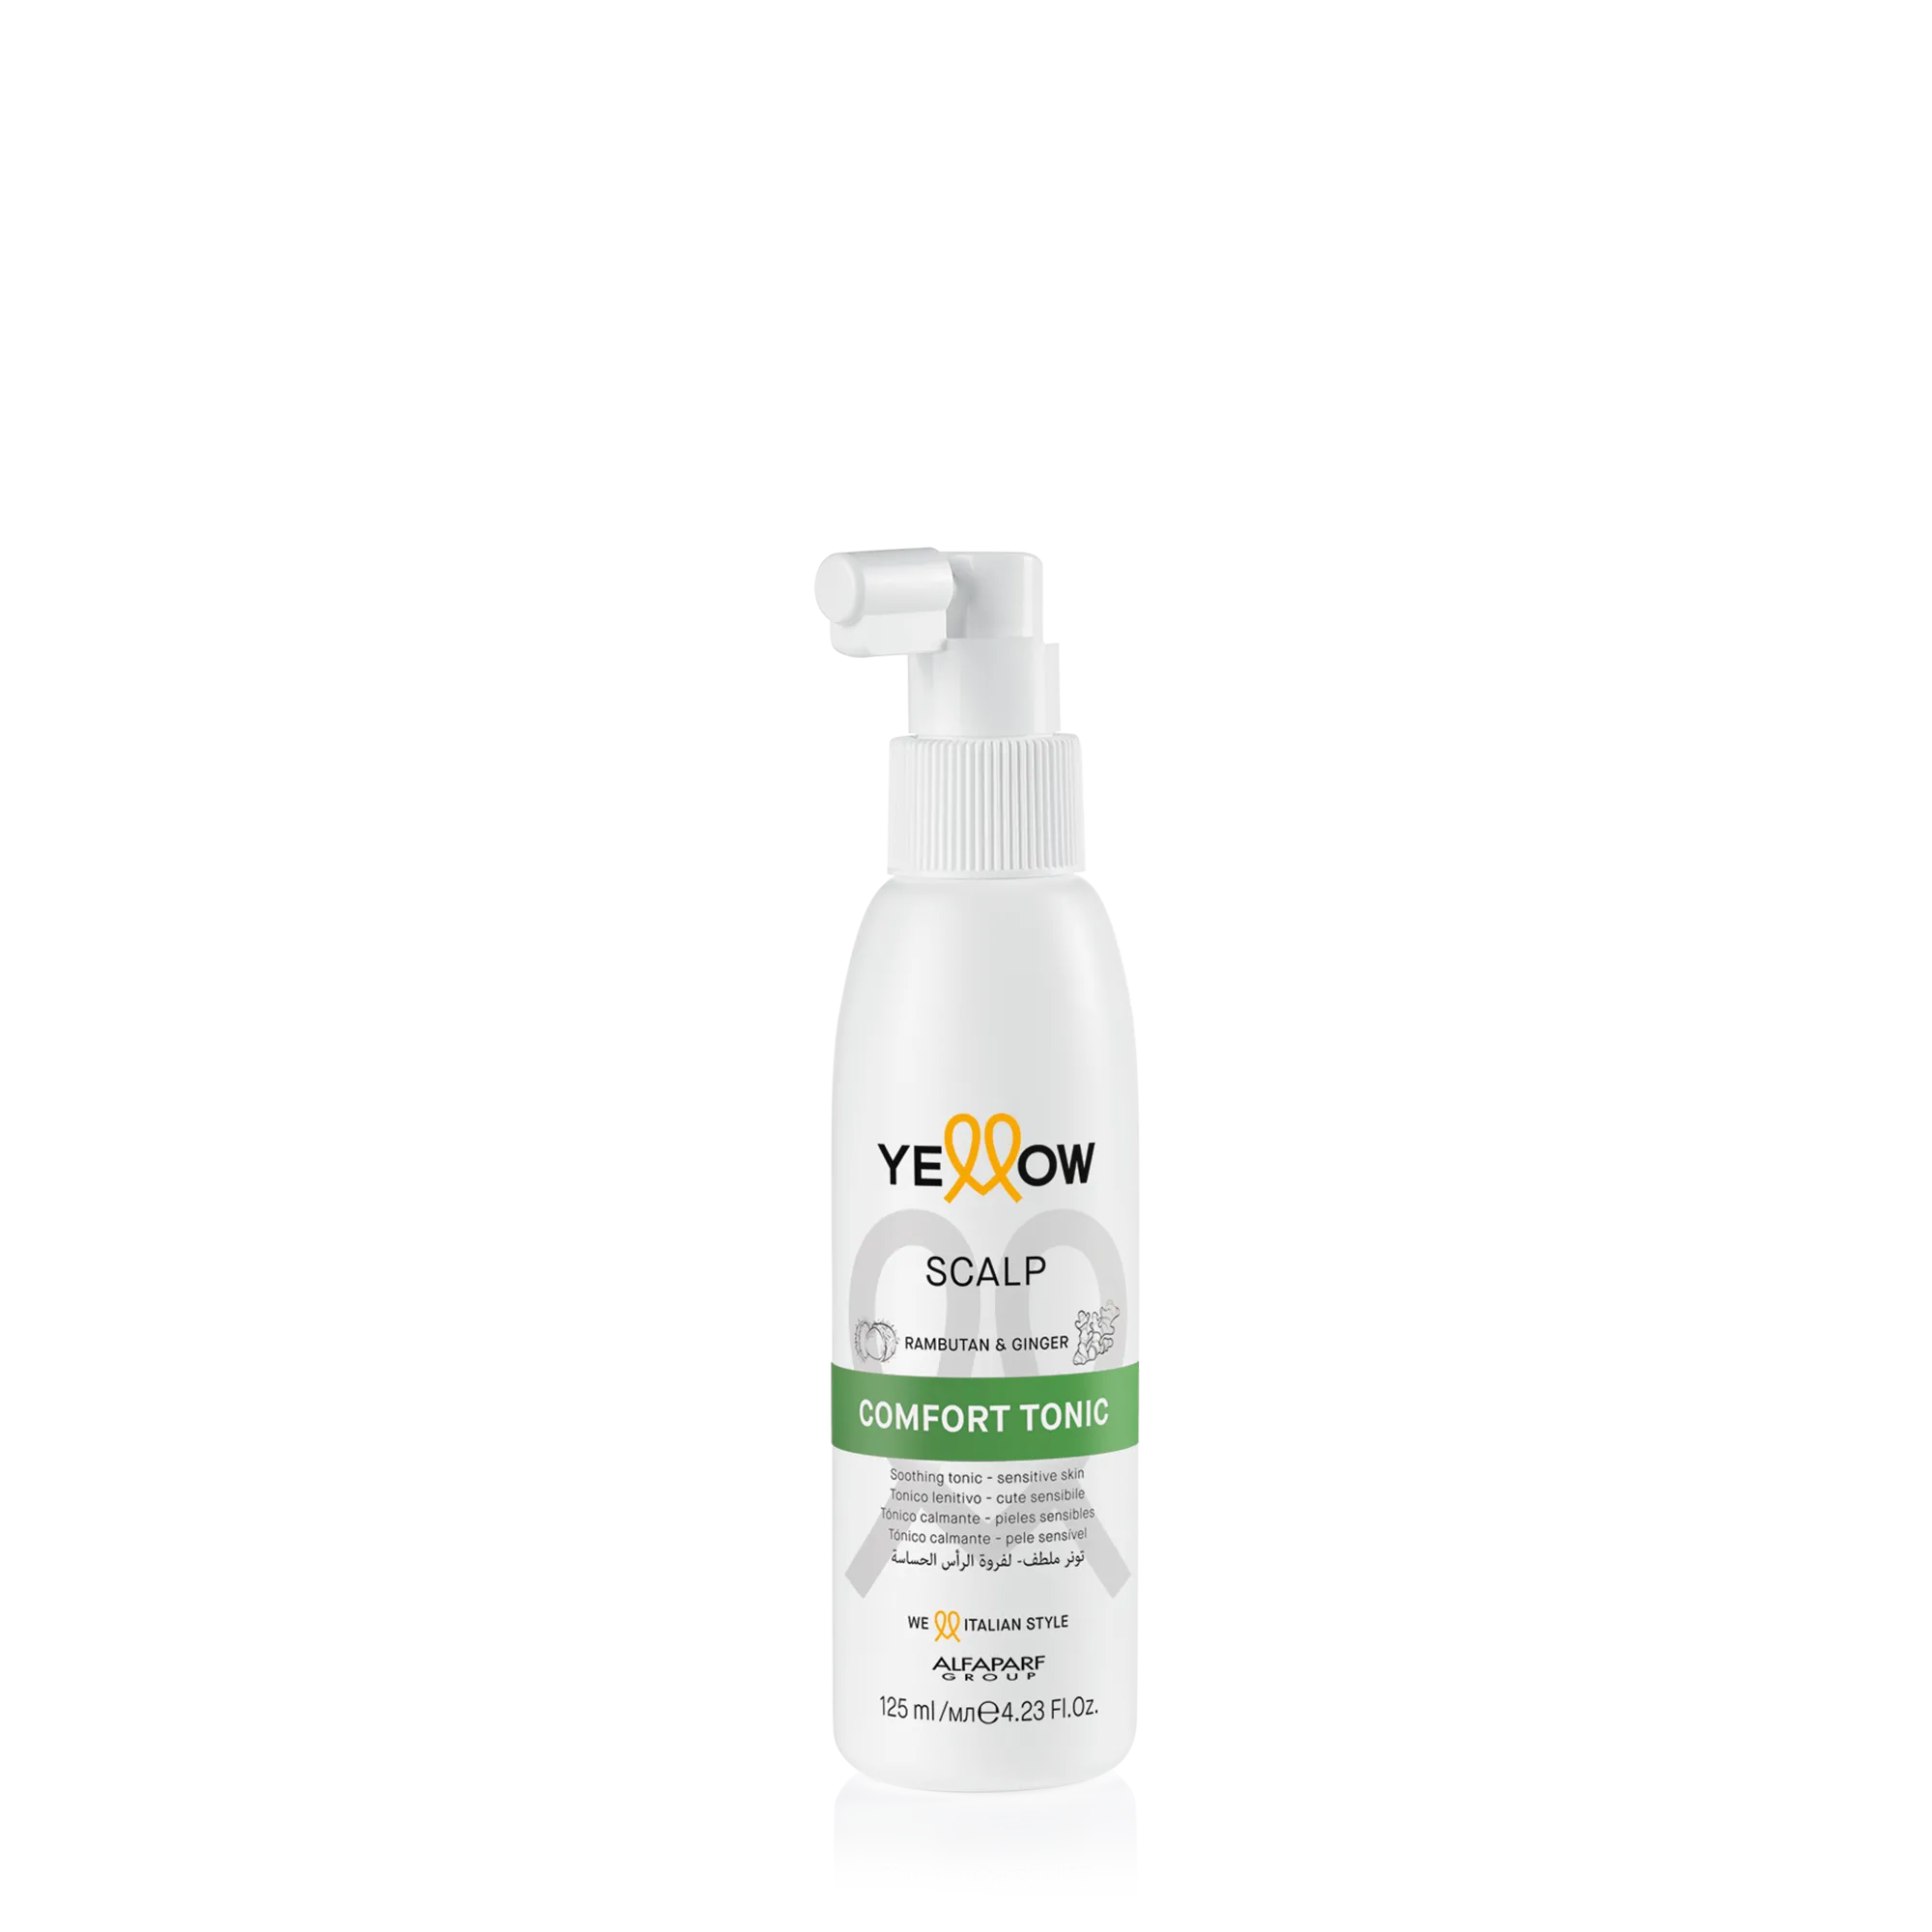 YELLOW
SCALP
RAMBUTAN & GINGER
COMFORT TONIC
Soothing tonic - sensitive skin
Tonico lenitivo - cute sensibile
Tónico calmante - pieles sensibles
Tónico calmante - pele sensível
تونر ملطف- لفروة الرأس الحساسة
WE ITALIAN STYLE
ALFAPARF
GROUP
125 ml /мл℮4.23 Fl.Oz.